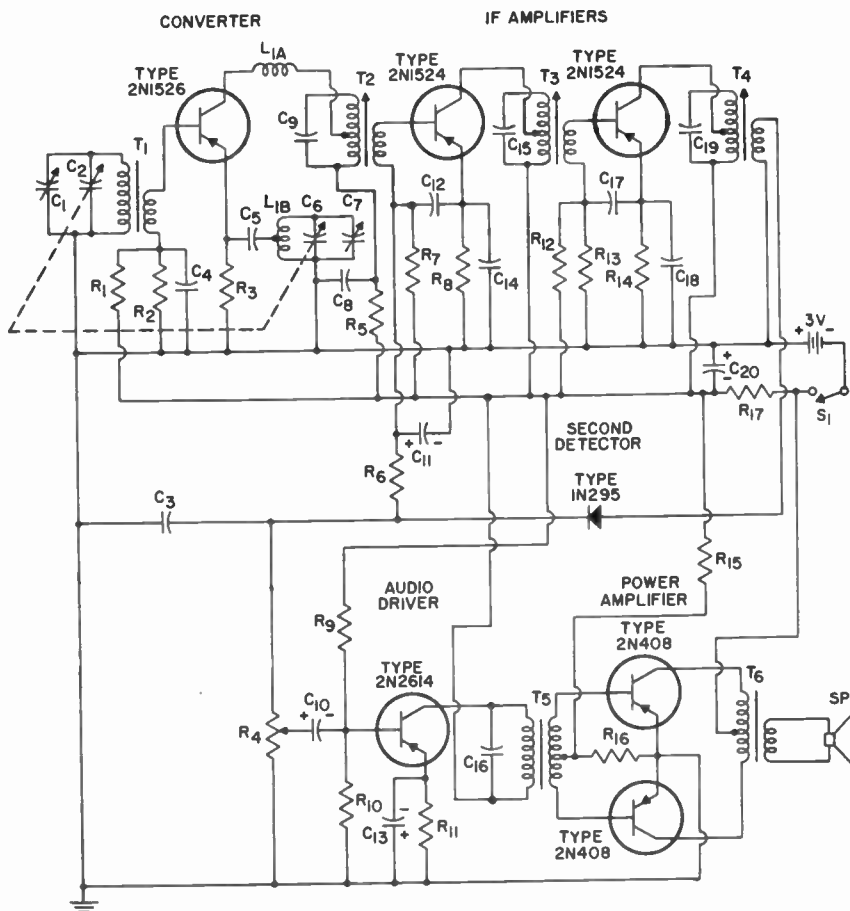 CONVERTER
IF AMPLIFIERS
L1A
TYPE
2N1526
T2
TYPE
2N1524
T3
TYPE
2N1524
T4
C9
C15
C19
T1
C2
C1
C12
C17
L1B
C6
C7
C5
R1
R2
C4
R3
C8
R5
R7
R8
C14
R12
R13
R14
C18
+ 3V -
+
-
C20
R17
S1
SECOND
DETECTOR
+ -
C11
R6
TYPE
1N295
C3
R15
AUDIO
DRIVER
POWER
AMPLIFIER
R9
TYPE
2N2614
TYPE
2N408
C10
+ -
T5
T6
SP
R4
C16
R16
R10
-
C13
+
R11
TYPE
2N408